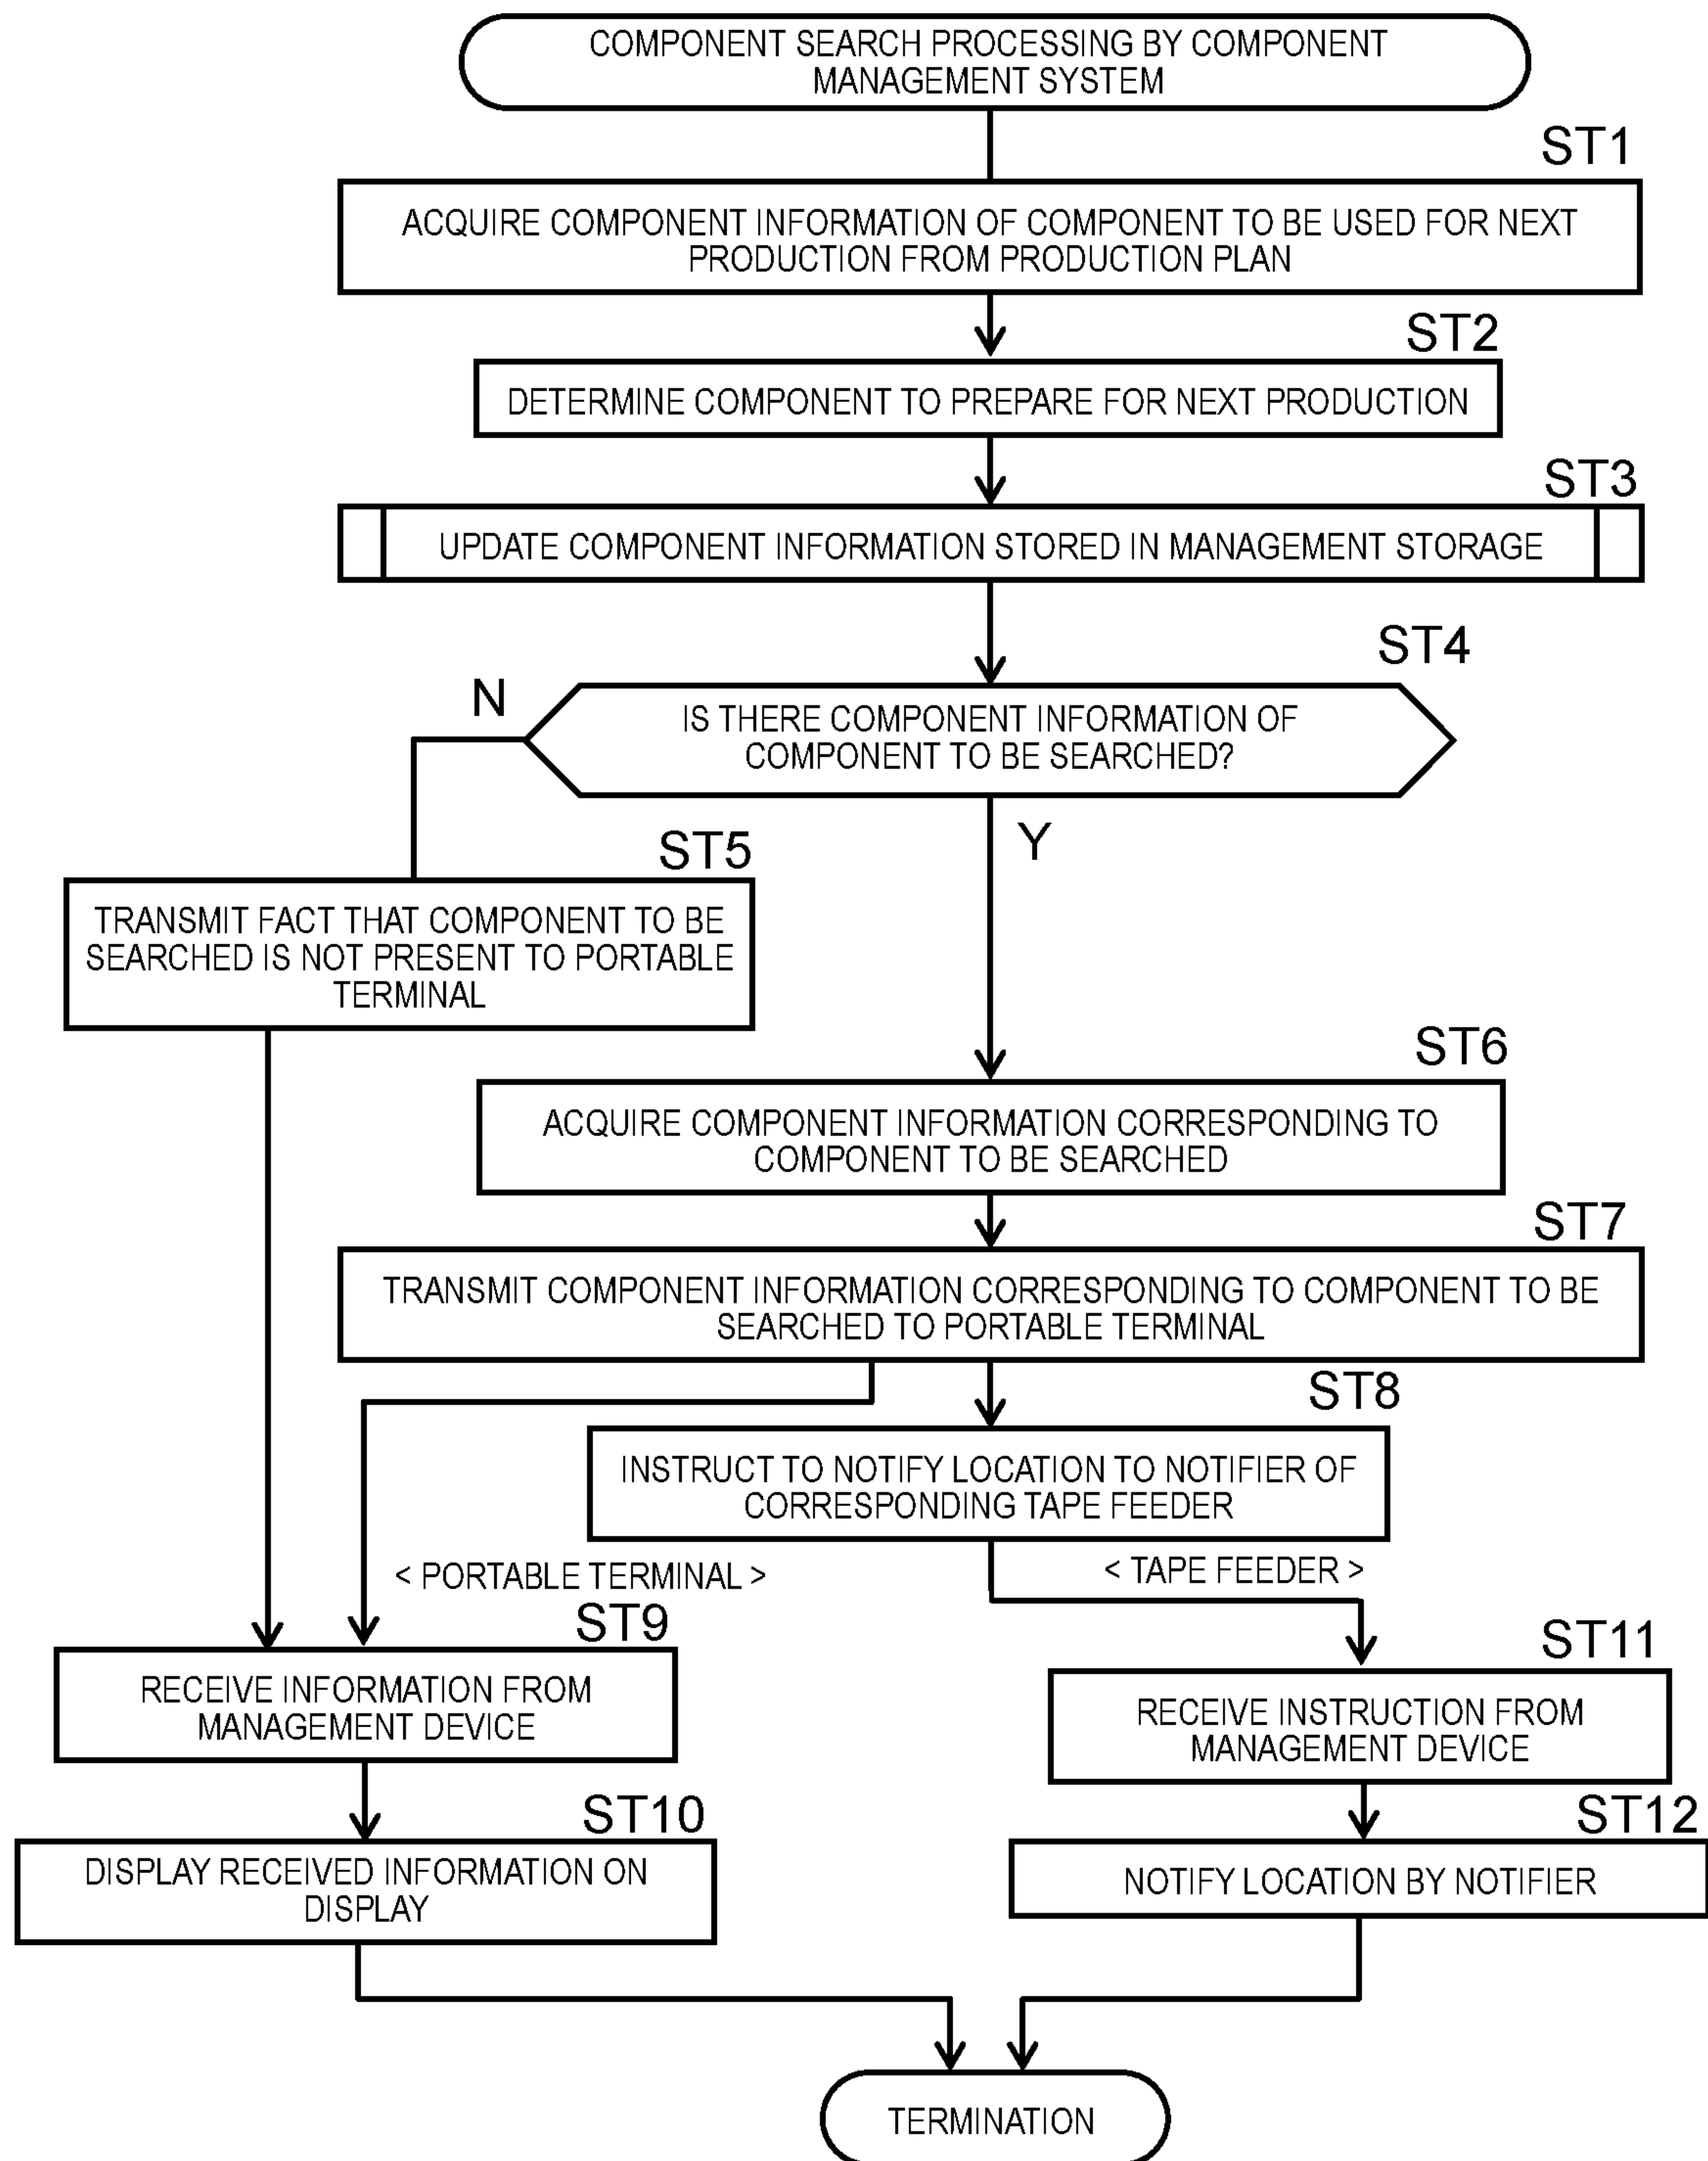 COMPONENT SEARCH PROCESSING BY COMPONENT
MANAGEMENT SYSTEM
ST1
ACQUIRE COMPONENT INFORMATION OF COMPONENT TO BE USED FOR NEXT
PRODUCTION FROM PRODUCTION PLAN
ST2
DETERMINE COMPONENT TO PREPARE FOR NEXT PRODUCTION
ST3
UPDATE COMPONENT INFORMATION STORED IN MANAGEMENT STORAGE
ST4
N
IS THERE COMPONENT INFORMATION OF
COMPONENT TO BE SEARCHED?
Y
ST5
TRANSMIT FACT THAT COMPONENT TO BE
SEARCHED IS NOT PRESENT TO PORTABLE
TERMINAL
ST6
ACQUIRE COMPONENT INFORMATION CORRESPONDING TO
COMPONENT TO BE SEARCHED
ST7
TRANSMIT COMPONENT INFORMATION CORRESPONDING TO COMPONENT TO BE
SEARCHED TO PORTABLE TERMINAL
ST8
INSTRUCT TO NOTIFY LOCATION TO NOTIFIER OF
CORRESPONDING TAPE FEEDER
< PORTABLE TERMINAL >
< TAPE FEEDER >
ST9
RECEIVE INFORMATION FROM
MANAGEMENT DEVICE
ST11
RECEIVE INSTRUCTION FROM
MANAGEMENT DEVICE
ST10
DISPLAY RECEIVED INFORMATION ON
DISPLAY
ST12
NOTIFY LOCATION BY NOTIFIER
TERMINATION